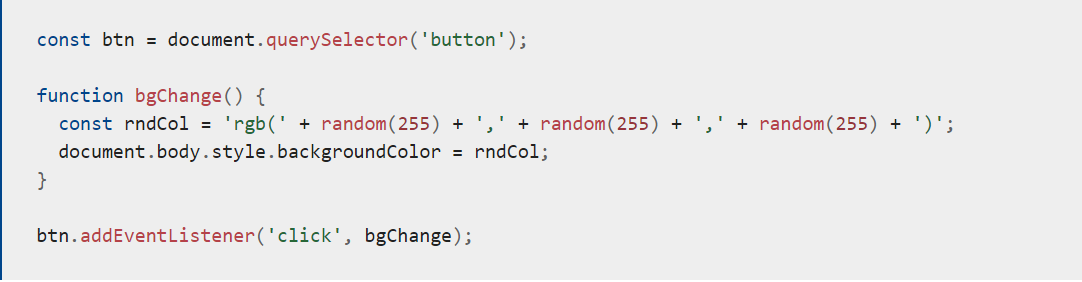 const btn = document.querySelector('button');
function bgChange() {
const rndCol = 'rgb(' + random(255) + ',' + random(255) + ',' + random(255) + ')';
document.body.style.backgroundColor = rndCol;
}
btn.addEventListener('click', bgChange);